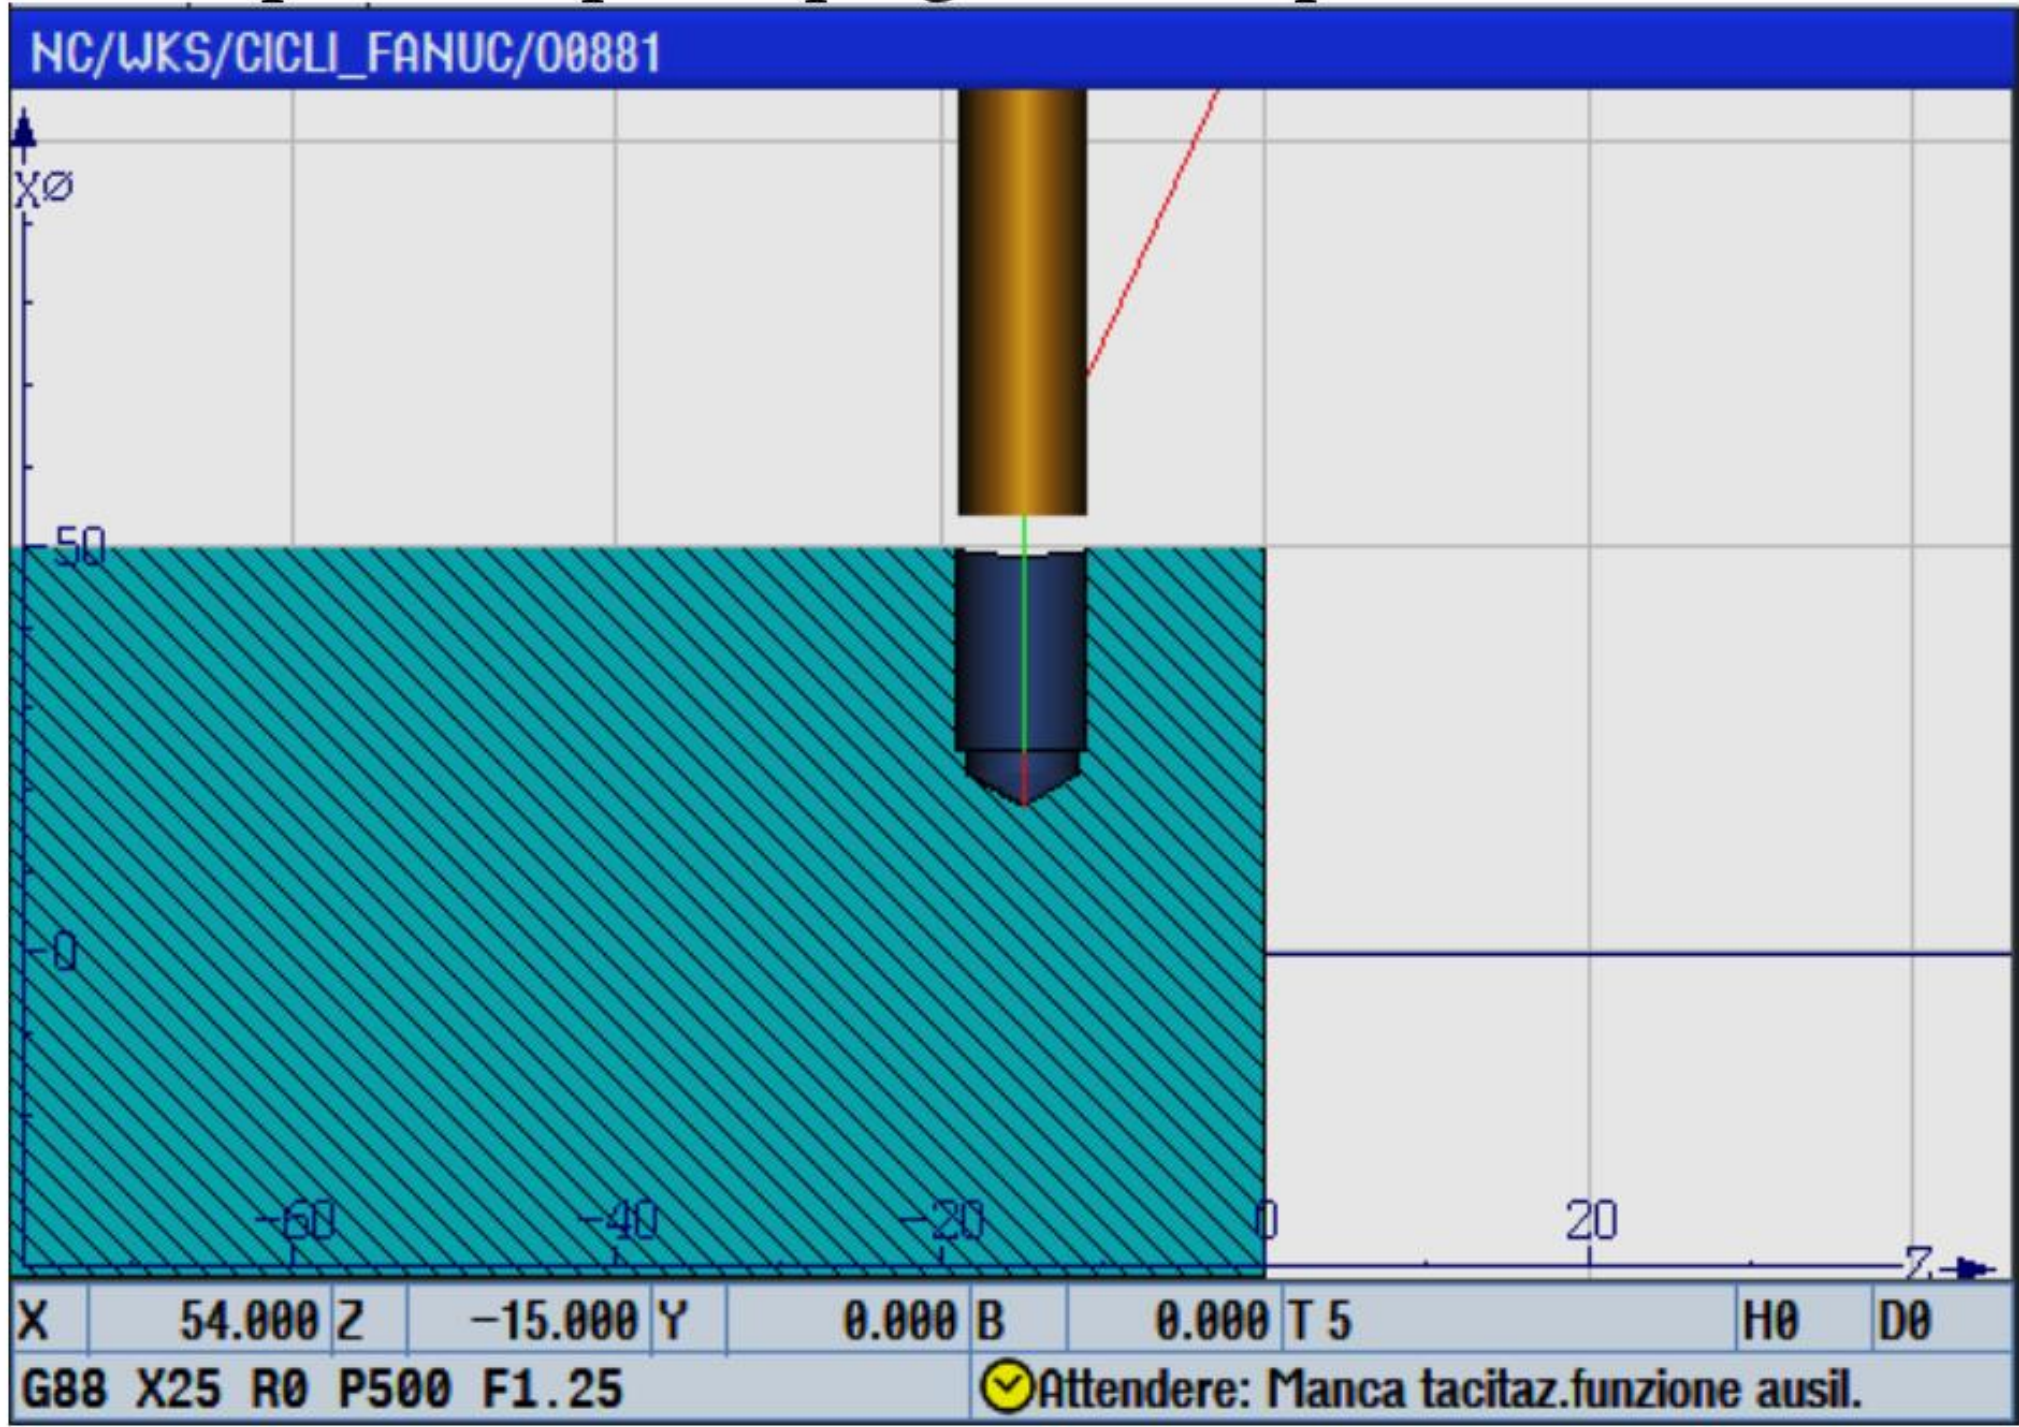 NC/WKS/CICLI_FANUC/O0881
XØ
50
0
-60 -40 -20 0 20 Z
X 54.000 Z -15.000 Y 0.000 B 0.000 T 5 H0 D0
G88 X25 R0 P500 F1.25 Attendere: Manca tacitaz.funzione ausil.